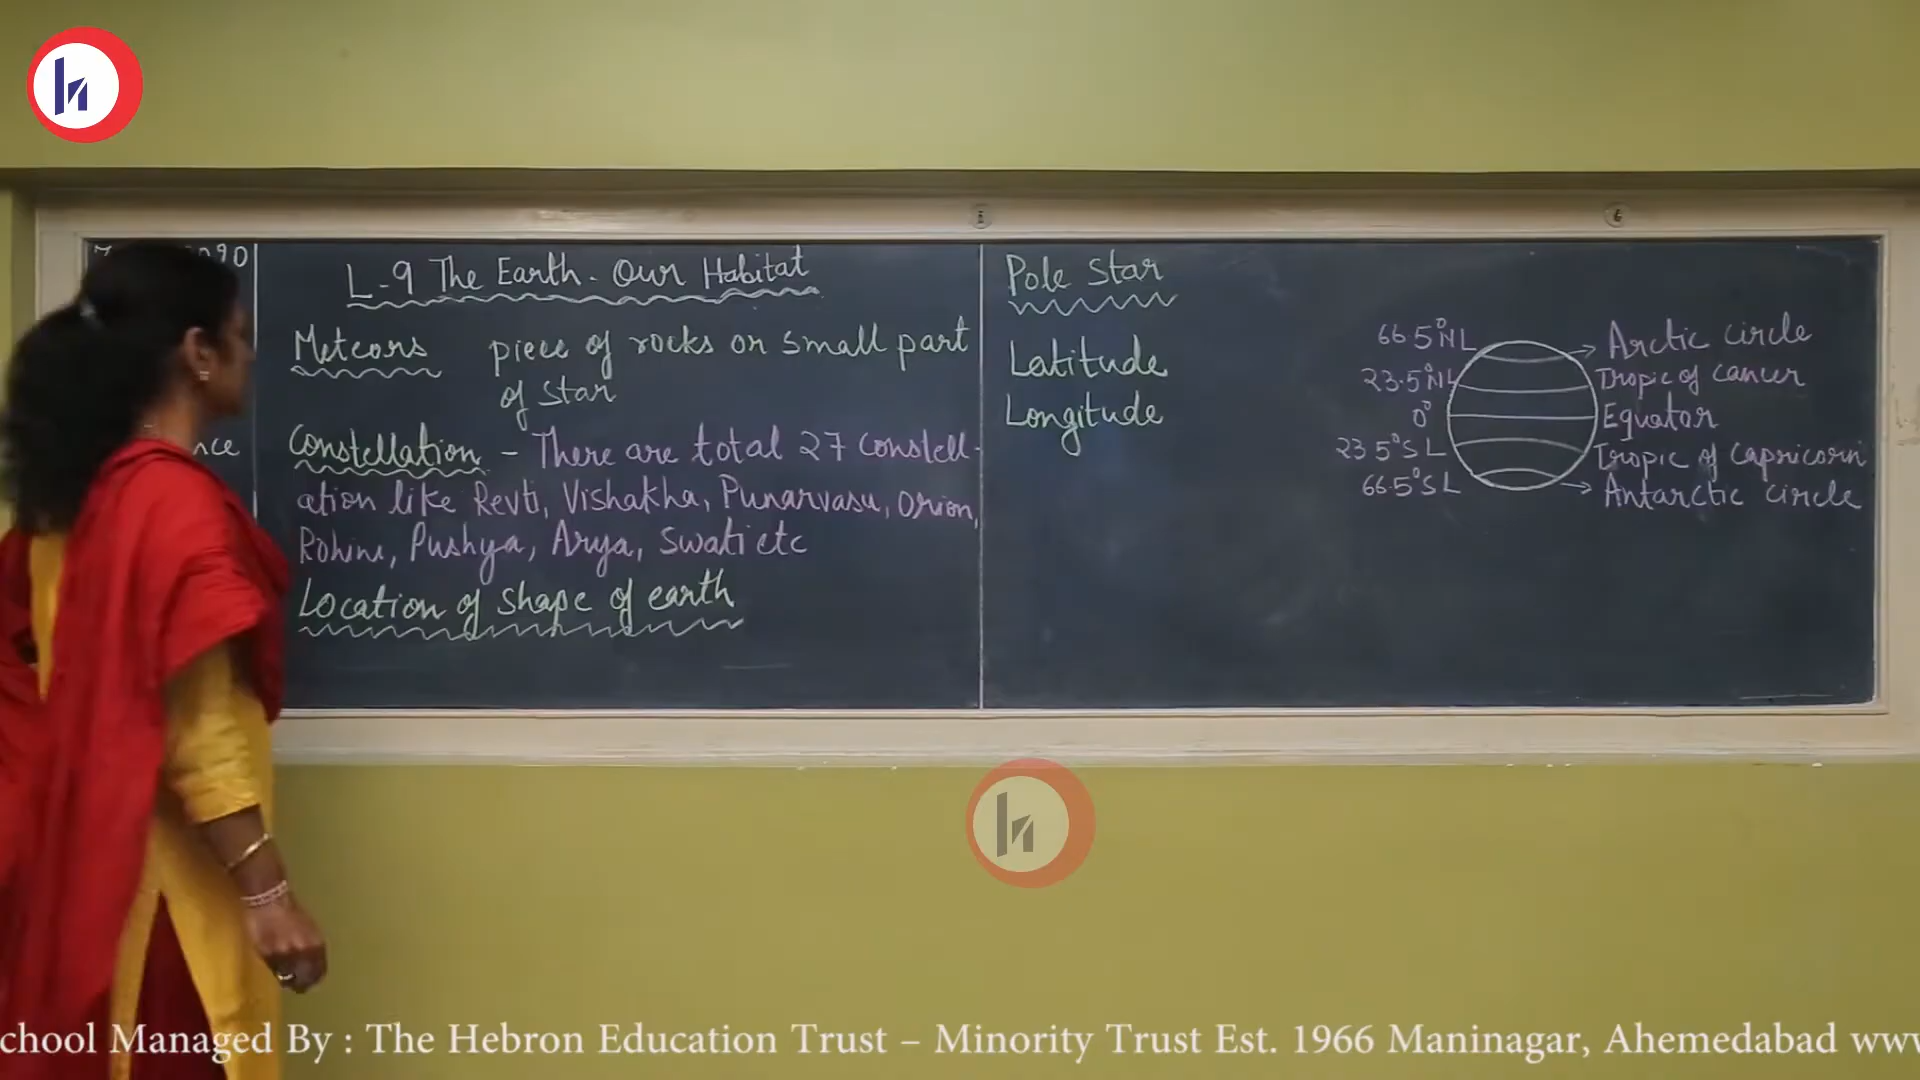 L-9 The Earth - Our Habitat
Meteors piece of rocks or small part
of star
Constellation - There are total 27 constell-
ation like Revti, Vishakha, Punarvasu, Orion,
Rohini, Pushya, Arya, Swati etc
Location of shape of earth
Pole Star
Latitude
Longitude
66.5°NL Arctic circle
23.5°NL Tropic of cancer
0° Equator
23.5°SL Tropic of Capricorin
66.5°SL Antarctic circle
chool Managed By : The Hebron Education Trust – Minority Trust Est. 1966 Maninagar, Ahemedabad www